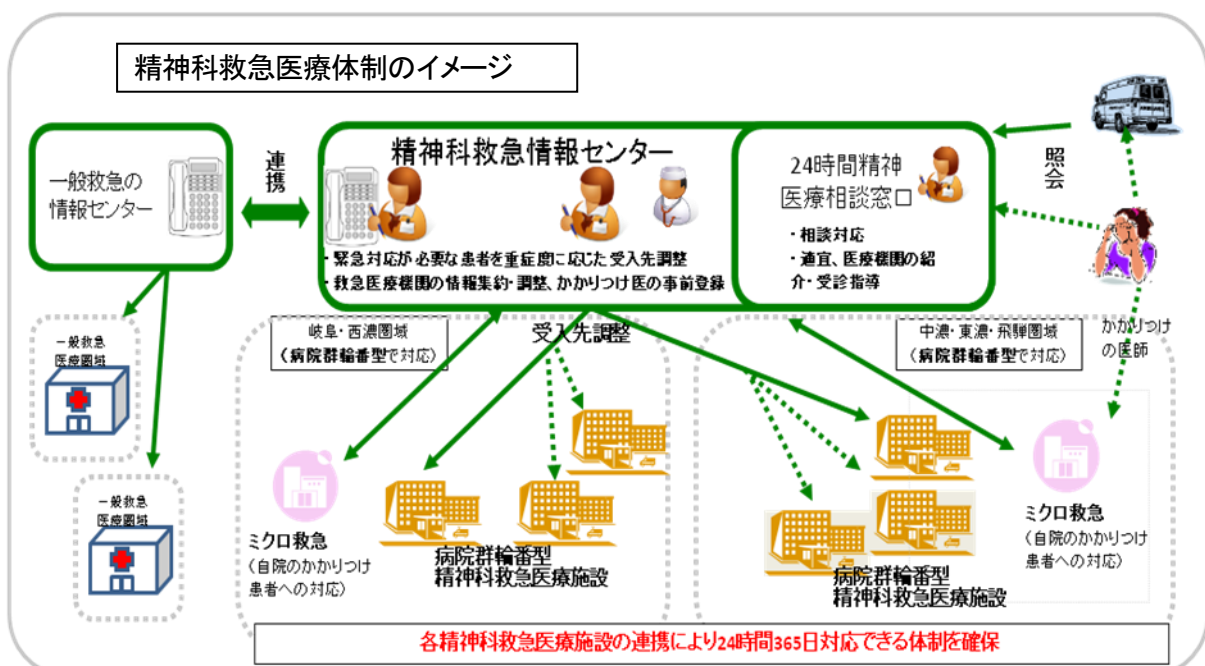 精神科救急医療体制のイメージ
一般救急の
情報センター
連携
精神科救急情報センター
・緊急対応が必要な患者を重症度に応じた受入先調整
・救急医療機関の情報集約・調整、かかりつけ医の事前登録
24時間精神
医療相談窓口
・相談対応
・適宜、医療機関の紹
介・受診指導
照会
かかりつけ
の医師
一般救急
医療圏域
一般救急
医療圏域
岐阜・西濃圏域
（病院群輪番型で対応）
受入先調整
中濃・東濃・飛騨圏域
（病院群輪番型で対応）
ミクロ救急
（自院のかかりつけ
患者への対応）
病院群輪番型
精神科救急医療施設
病院群輪番型
精神科救急医療施設
ミクロ救急
（自院のかかりつけ
患者への対応）
各精神科救急医療施設の連携により24時間365日対応できる体制を確保